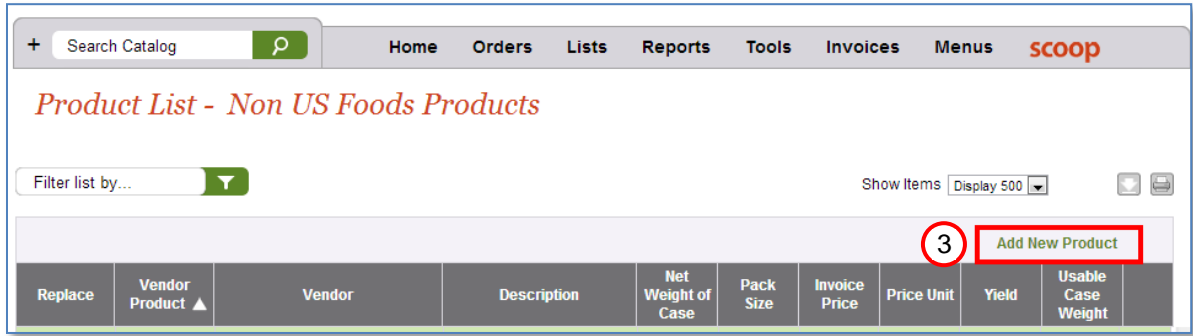 + Search Catalog Home Orders Lists Reports Tools Invoices Menus scoop
Product List - Non US Foods Products
Filter list by... Show Items Display 500
3 Add New Product
Replace Vendor Product ▲ Vendor Description Net Weight of Case Pack Size Invoice Price Price Unit Yield Usable Case Weight